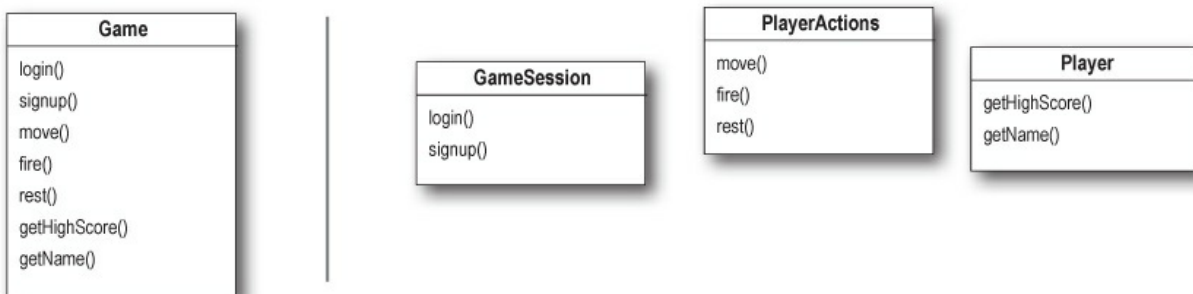 Game
login()
signup()
move()
fire()
rest()
getHighScore()
getName()
GameSession
login()
signup()
PlayerActions
move()
fire()
rest()
Player
getHighScore()
getName()